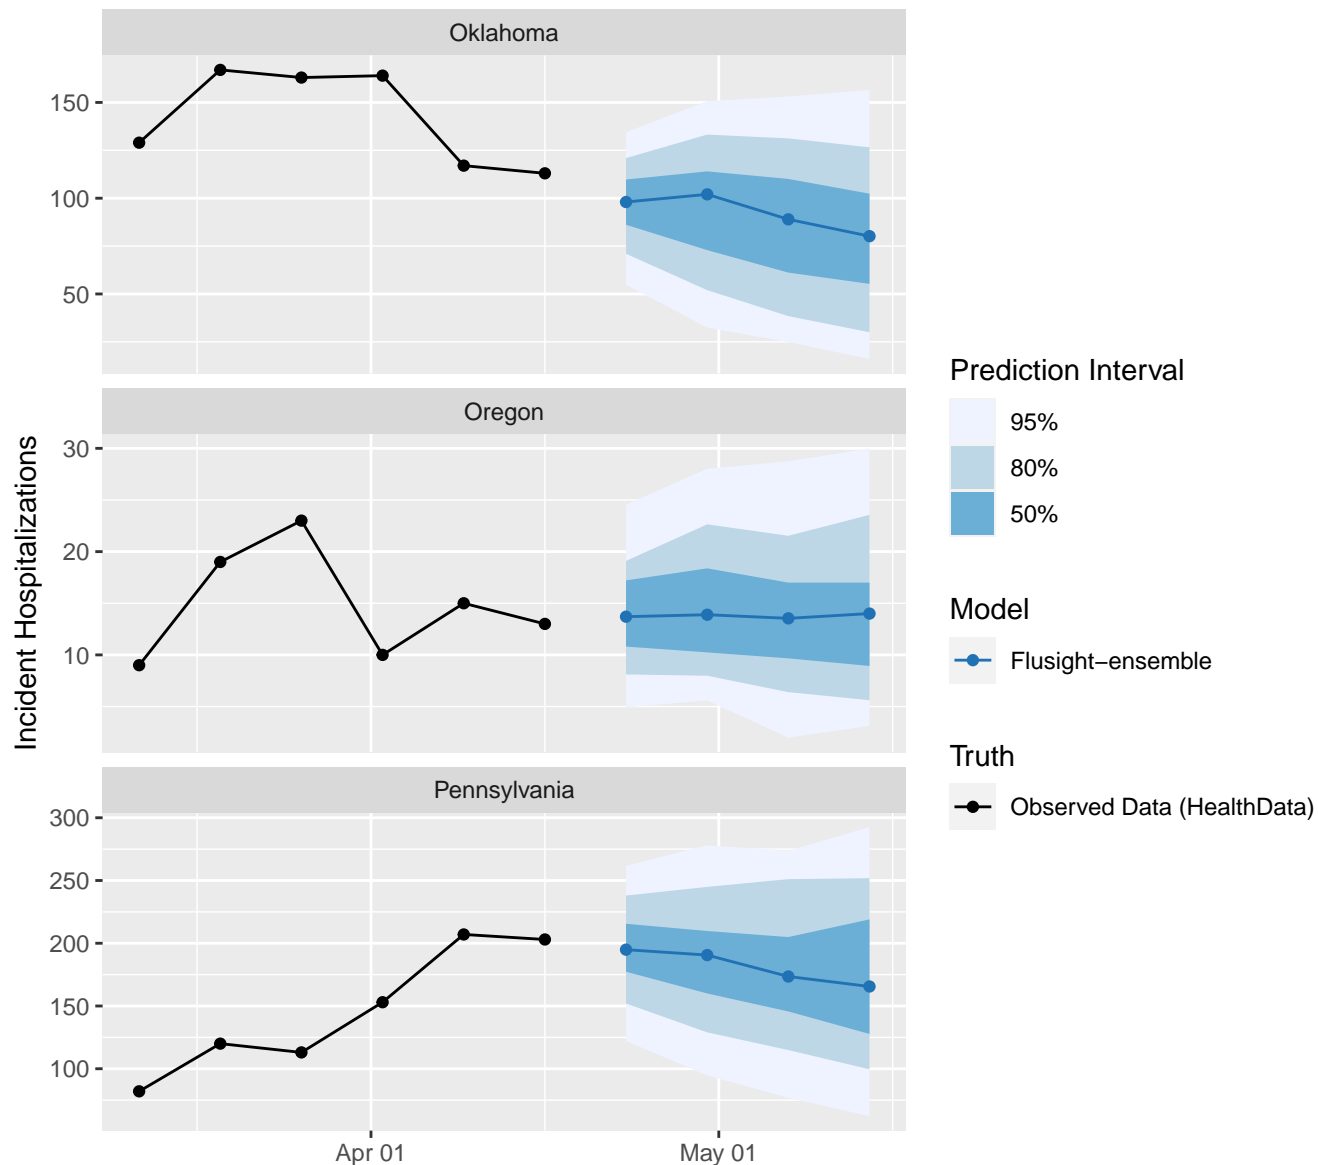 Oklahoma
150
100
50
Oregon
30
20
10
Pennsylvania
300
250
200
150
100
Apr 01
May 01
Incident Hospitalizations
Prediction Interval
95%
80%
50%
Model
Flusight−ensemble
Truth
Observed Data (HealthData)